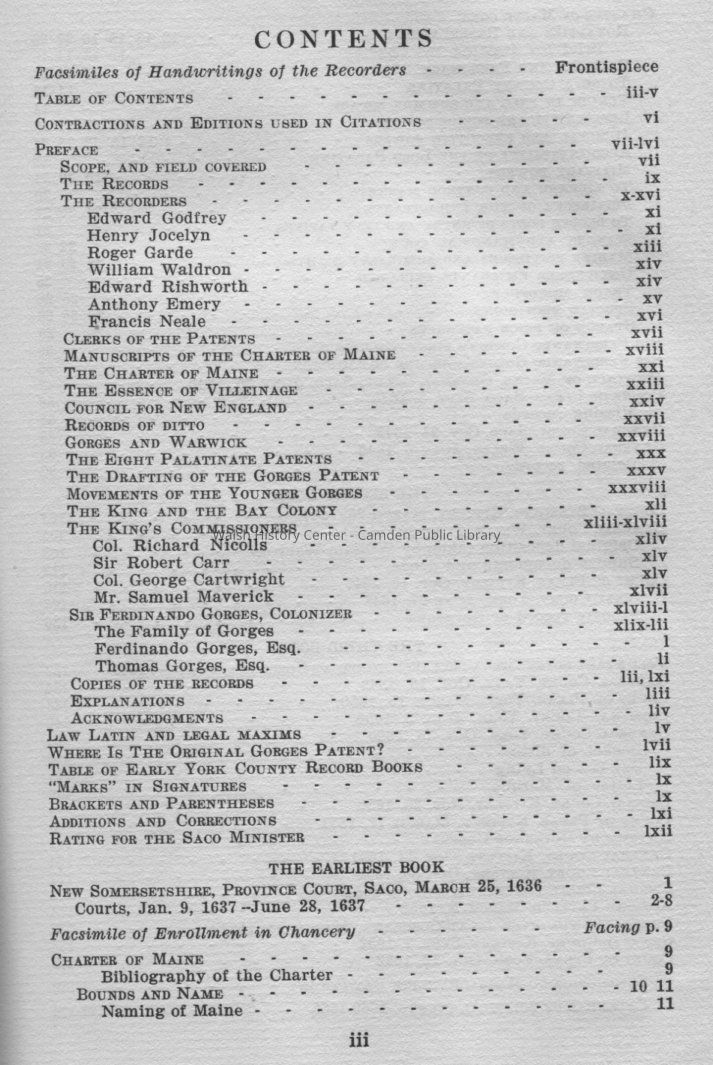 CONTENTS
Facsimiles of Handwritings of the Recorders - - - - Frontispiece
TABLE OF CONTENTS - - - - - - - - - - - - - iii-v
CONTRACTIONS AND EDITIONS USED IN CITATIONS - - - - - vi
PREFACE - - - - - - - - - - - - - - - vii-lvi
SCOPE, AND FIELD COVERED - - - - - - - - - - vii
THE RECORDS - - - - - - - - - - - - - - ix
THE RECORDERS - - - - - - - - - - - - - x-xvi
Edward Godfrey - - - - - - - - - - - - xi
Henry Jocelyn - - - - - - - - - - - - xi
Roger Garde - - - - - - - - - - - - xiii
William Waldron - - - - - - - - - - - - xiv
Edward Rishworth - - - - - - - - - - - - xiv
Anthony Emery - - - - - - - - - - - - - xv
Francis Neale - - - - - - - - - - - - - xvi
CLERKS OF THE PATENTS - - - - - - - - - - - xvii
MANUSCRIPTS OF THE CHARTER OF MAINE - - - - - - - xviii
THE CHARTER OF MAINE - - - - - - - - - - - xxi
THE ESSENCE OF VILLEINAGE - - - - - - - - - xxiii
COUNCIL FOR NEW ENGLAND - - - - - - - - - - xxiv
RECORDS OF DITTO - - - - - - - - - - - - xxvii
GORGES AND WARWICK - - - - - - - - - - - xxviii
THE EIGHT PALATINATE PATENTS - - - - - - - - - xxx
THE DRAFTING OF THE GORGES PATENT - - - - - - - xxxv
MOVEMENTS OF THE YOUNGER GORGES - - - - - - - xxxviii
THE KING AND THE BAY COLONY - - - - - - - - xli
THE KING'S COMMISSIONERS - - - - - - - - - xliii-xlviii
Walsh History Center - Camden Public Library
Col. Richard Nicolls - - - - - - - - - - xliv
Sir Robert Carr - - - - - - - - - - - - xlv
Col. George Cartwright - - - - - - - - - - xlv
Mr. Samuel Maverick - - - - - - - - - - - xlvii
SIR FERDINANDO GORGES, COLONIZER - - - - - - - - xlviii-l
The Family of Gorges - - - - - - - - - - xlix-lii
Ferdinando Gorges, Esq. - - - - - - - - - - l
Thomas Gorges, Esq. - - - - - - - - - - - li
COPIES OF THE RECORDS - - - - - - - - - - - lii, lxi
EXPLANATIONS - - - - - - - - - - - - - - liii
ACKNOWLEDGMENTS - - - - - - - - - - - - - liv
LAW LATIN AND LEGAL MAXIMS - - - - - - - - - lv
WHERE IS THE ORIGINAL GORGES PATENT? - - - - - - - lvii
TABLE OF EARLY YORK COUNTY RECORD BOOKS - - - - - - lix
"MARKS" IN SIGNATURES - - - - - - - - - - - lx
BRACKETS AND PARENTHESES - - - - - - - - - - lx
ADDITIONS AND CORRECTIONS - - - - - - - - - - lxi
RATING FOR THE SACO MINISTER - - - - - - - - - lxii
THE EARLIEST BOOK
NEW SOMERSETSHIRE, PROVINCE COURT, SACO, MARCH 25, 1636 - - 1
Courts, Jan. 9, 1637--June 28, 1637 - - - - - - - - 2-8
Facsimile of Enrollment in Chancery - - - - - - Facing p. 9
CHARTER OF MAINE - - - - - - - - - - - - 9
Bibliography of the Charter - - - - - - - - - 9
BOUNDS AND NAME - - - - - - - - - - - - - 10 11
Naming of Maine - - - - - - - - - - - - 11
iii